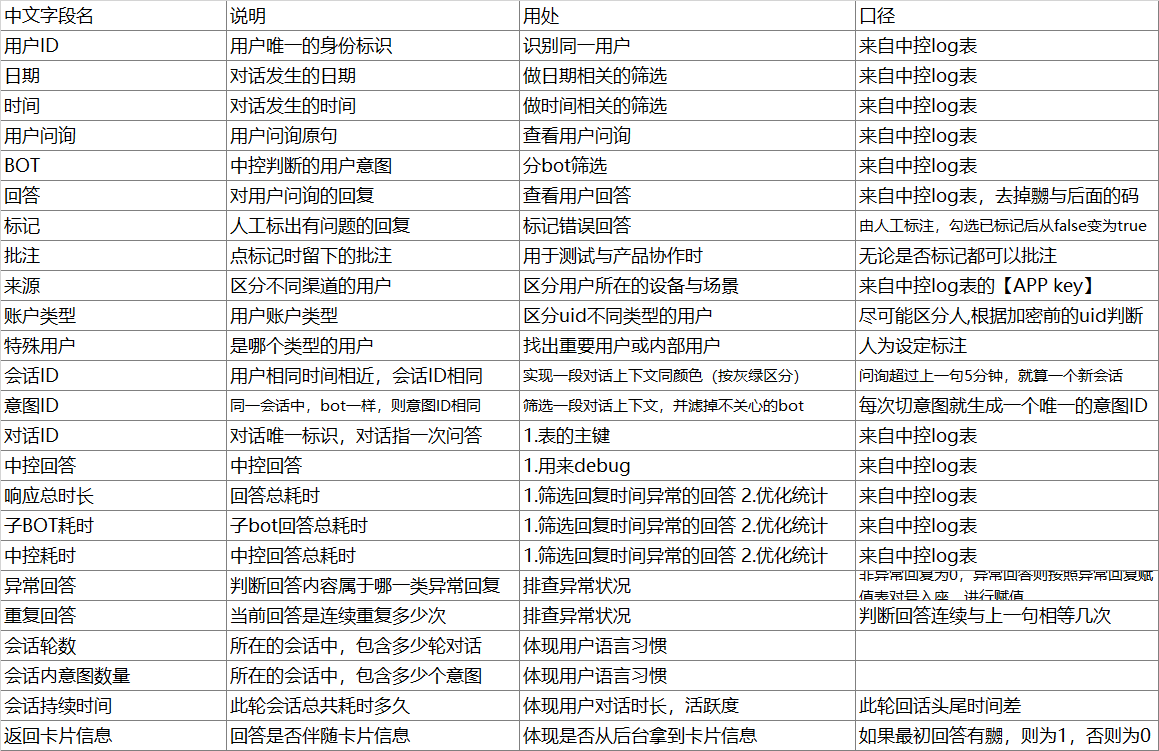 中文字段名 说明 用处 口径
用户ID 用户唯一的身份标识 识别同一用户 来自中控log表
日期 对话发生的日期 做日期相关的筛选 来自中控log表
时间 对话发生的时间 做时间相关的筛选 来自中控log表
用户问询 用户问询原句 查看用户问询 来自中控log表
BOT 中控判断的用户意图 分bot筛选 来自中控log表
回答 对用户问询的回复 查看用户回答 来自中控log表，去掉嬲与后面的码
标记 人工标出有问题的回复 标记错误回答 由人工标注，勾选已标记后从false变为true
批注 点标记时留下的批注 用于测试与产品协作时 无论是否标记都可以批注
来源 区分不同渠道的用户 区分用户所在的设备与场景 来自中控log表的【APP key】
账户类型 用户账户类型 区分uid不同类型的用户 尽可能区分人,根据加密前的uid判断
特殊用户 是哪个类型的用户 找出重要用户或内部用户 人为设定标注
会话ID 用户相同时间相近，会话ID相同 实现一段对话上下文同颜色（按灰绿区分） 问询超过上一句5分钟，就算一个新会话
意图ID 同一会话中，bot一样，则意图ID相同 筛选一段对话上下文，并滤掉不关心的bot 每次切意图就生成一个唯一的意图ID
对话ID 对话唯一标识，对话指一次问答 1.表的主键 来自中控log表
中控回答 中控回答 1.用来debug 来自中控log表
响应总时长 回答总耗时 1.筛选回复时间异常的回答 2.优化统计 来自中控log表
子BOT耗时 子bot回答总耗时 1.筛选回复时间异常的回答 2.优化统计 来自中控log表
中控耗时 中控回答总耗时 1.筛选回复时间异常的回答 2.优化统计 来自中控log表
异常回答 判断回答内容属于哪一类异常回复 排查异常状况 非异常回复为0，异常回答则按照异常回复赋
值表对号入座，进行赋值
重复回答 当前回答是连续重复多少次 排查异常状况 判断回答连续与上一句相等几次
会话轮数 所在的会话中，包含多少轮对话 体现用户语言习惯
会话内意图数量 所在的会话中，包含多少个意图 体现用户语言习惯
会话持续时间 此轮会话总共耗时多久 体现用户对话时长，活跃度 此轮回话头尾时间差
返回卡片信息 回答是否伴随卡片信息 体现是否从后台拿到卡片信息 如果最初回答有嬲，则为1，否则为0